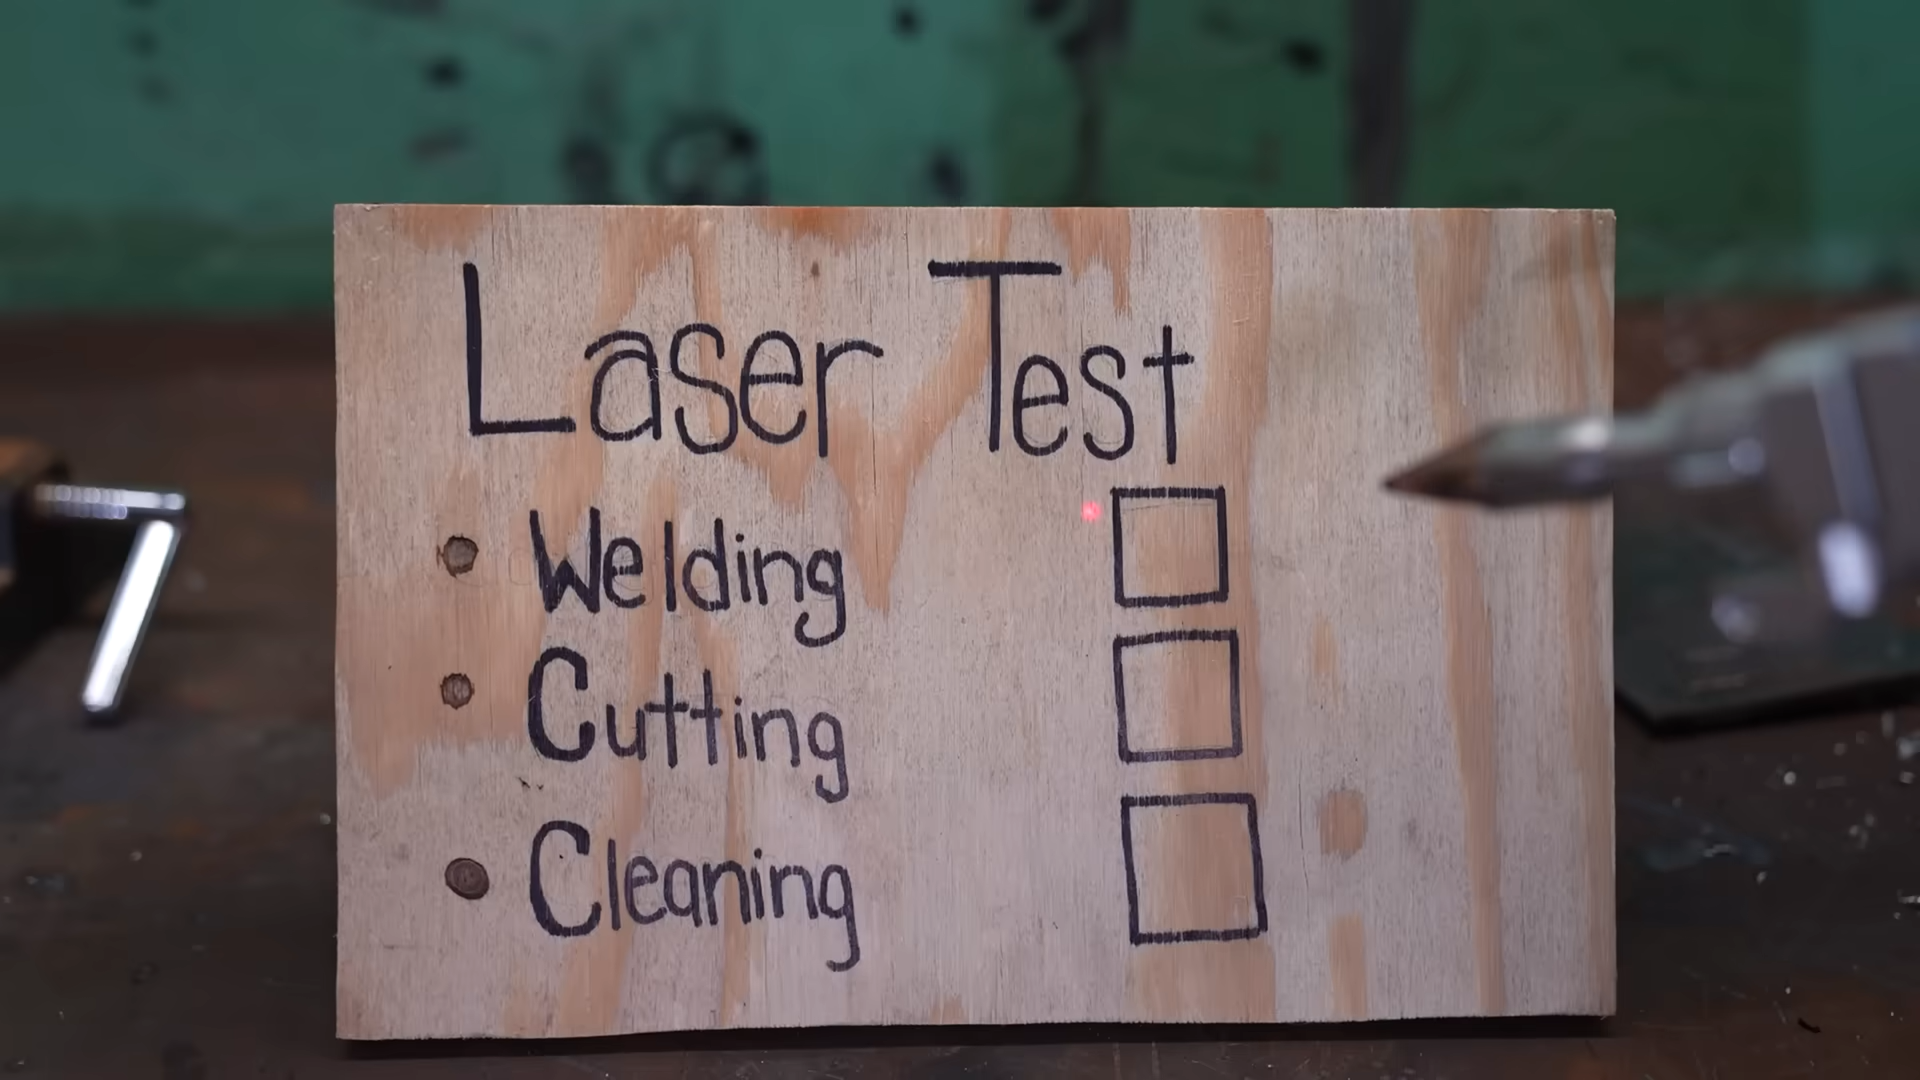 Laser Test
• Welding
• Cutting
• Cleaning